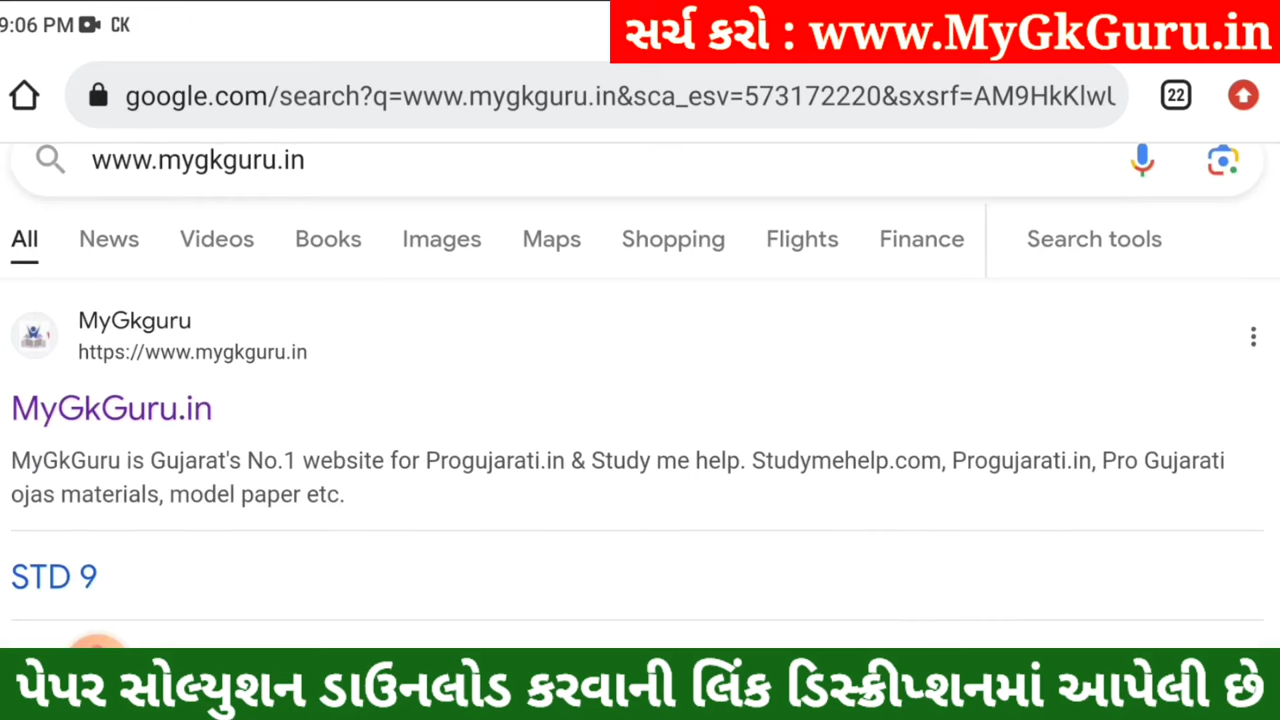 9:06 PM CK
સર્ચ કરો : www.MyGkGuru.in
google.com/search?q=www.mygkguru.in&sca_esv=573172220&sxsrf=AM9HkKlwU
22
www.mygkguru.in
All News Videos Books Images Maps Shopping Flights Finance Search tools
MyGkguru
https://www.mygkguru.in
MyGkGuru.in
MyGkGuru is Gujarat's No.1 website for Progujarati.in & Study me help. Studymehelp.com, Progujarati.in, Pro Gujarati
ojas materials, model paper etc.
STD 9
પેપર સોલ્યુશન ડાઉનલોડ કરવાની લિંક ડિસ્ક્રીપ્શનમાં આપેલી છે